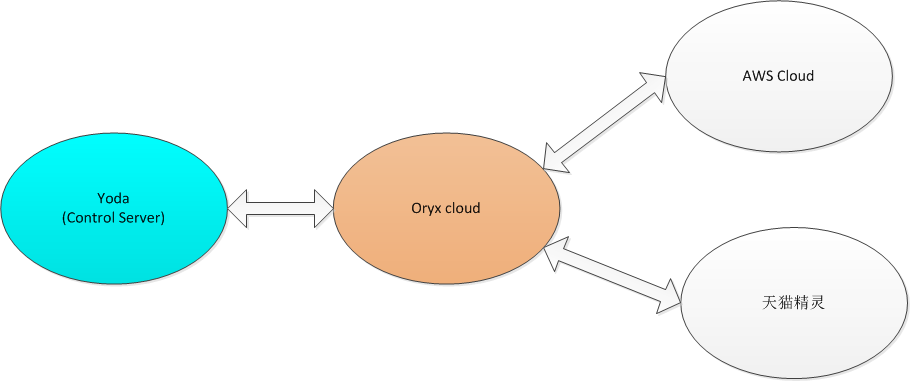 Yoda
(Control Server)
Oryx cloud
AWS Cloud
天猫精灵